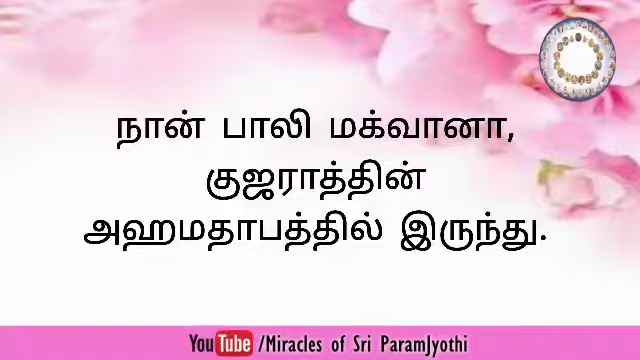 நான் பாலி மக்வானா,
குஜராத்தின்
அஹமதாபத்தில் இருந்து.
YouTube /Miracles of Sri ParamJyothi